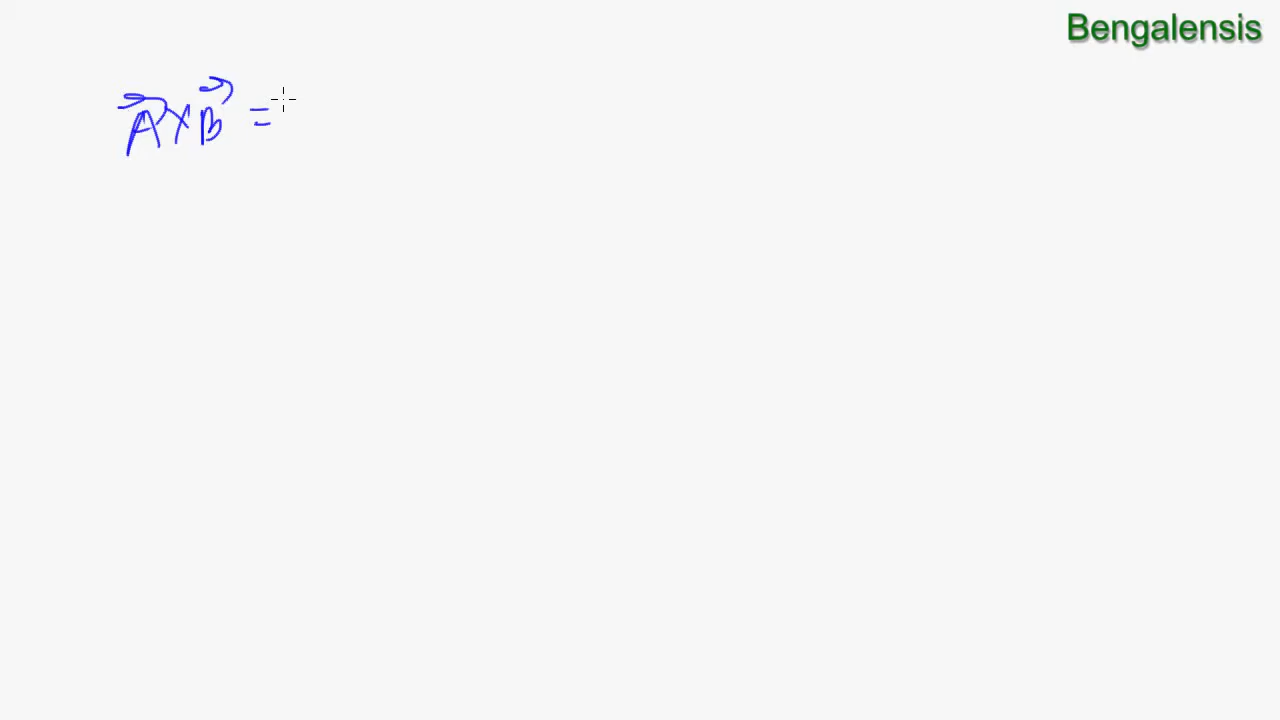 Bengalensis
A⃗ × B⃗ =